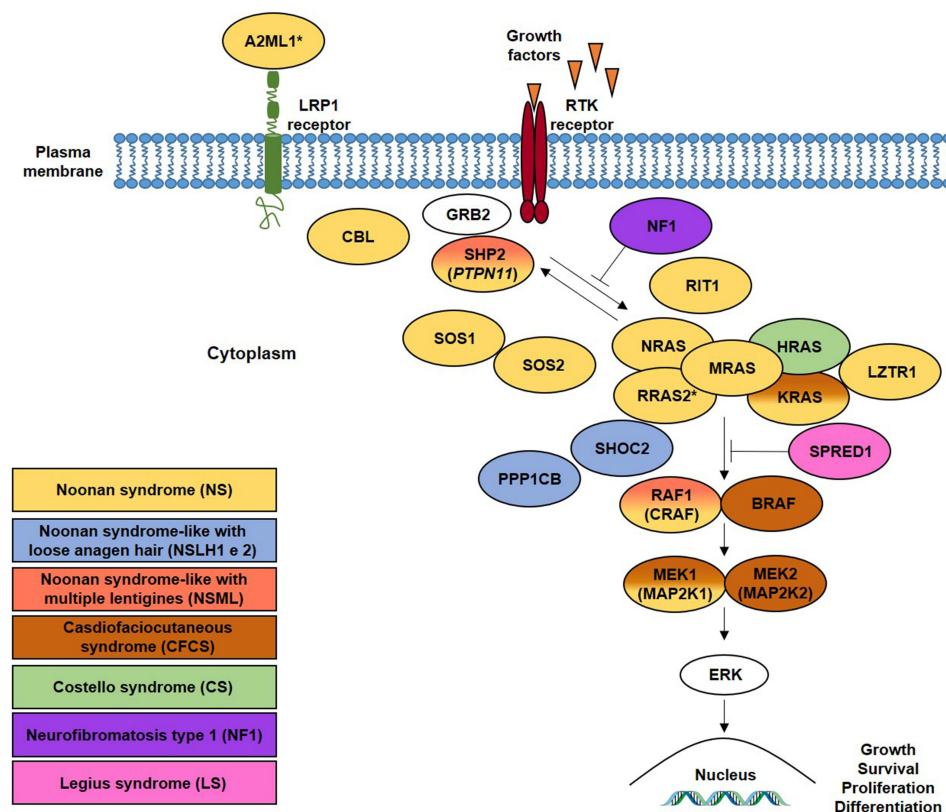 A2ML1*
Growth
factors
LRP1
receptor
RTK
receptor
Plasma
membrane
GRB2
NF1
CBL
SHP2
(PTPN11)
RIT1
SOS1
NRAS
HRAS
Cytoplasm
SOS2
MRAS
LZTR1
RRAS2*
KRAS
SHOC2
SPRED1
PPP1CB
RAF1
(CRAF)
BRAF
MEK1
(MAP2K1)
MEK2
(MAP2K2)
ERK
Nucleus
Growth
Survival
Proliferation
Differentiation
Noonan syndrome (NS)
Noonan syndrome-like with
loose anagen hair (NSLH1 e 2)
Noonan syndrome-like with
multiple lentigines (NSML)
Casdiofaciocutaneous
syndrome (CFCS)
Costello syndrome (CS)
Neurofibromatosis type 1 (NF1)
Legius syndrome (LS)